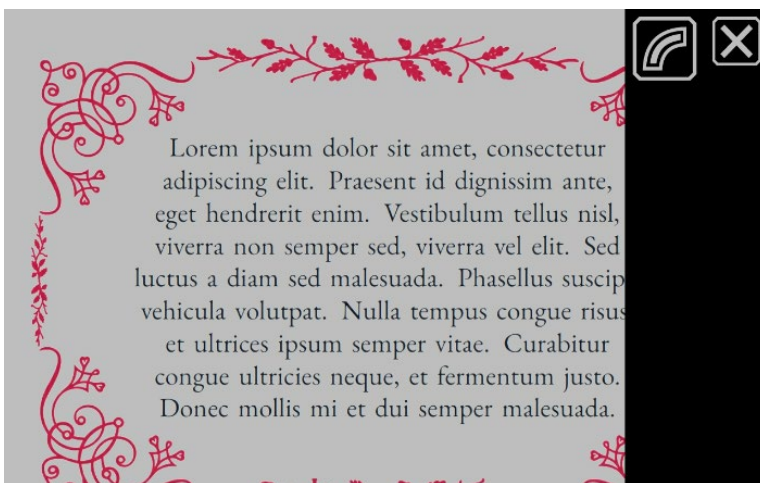 Lorem ipsum dolor sit amet, consectetur
adipiscing elit. Praesent id dignissim ante,
eget hendrerit enim. Vestibulum tellus nisl,
viverra non semper sed, viverra vel elit. Sed
luctus a diam sed malesuada. Phasellus suscip
vehicula volutpat. Nulla tempus congue risus
et ultrices ipsum semper vitae. Curabitur
congue ultricies neque, et fermentum justo.
Donec mollis mi et dui semper malesuada.